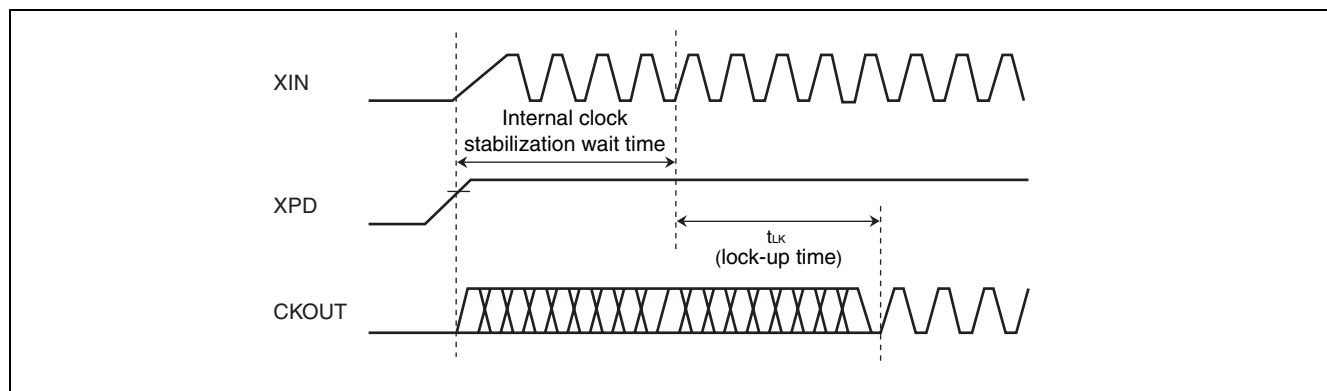 XIN
Internal clock
stabilization wait time
XPD
tLK
(lock-up time)
CKOUT